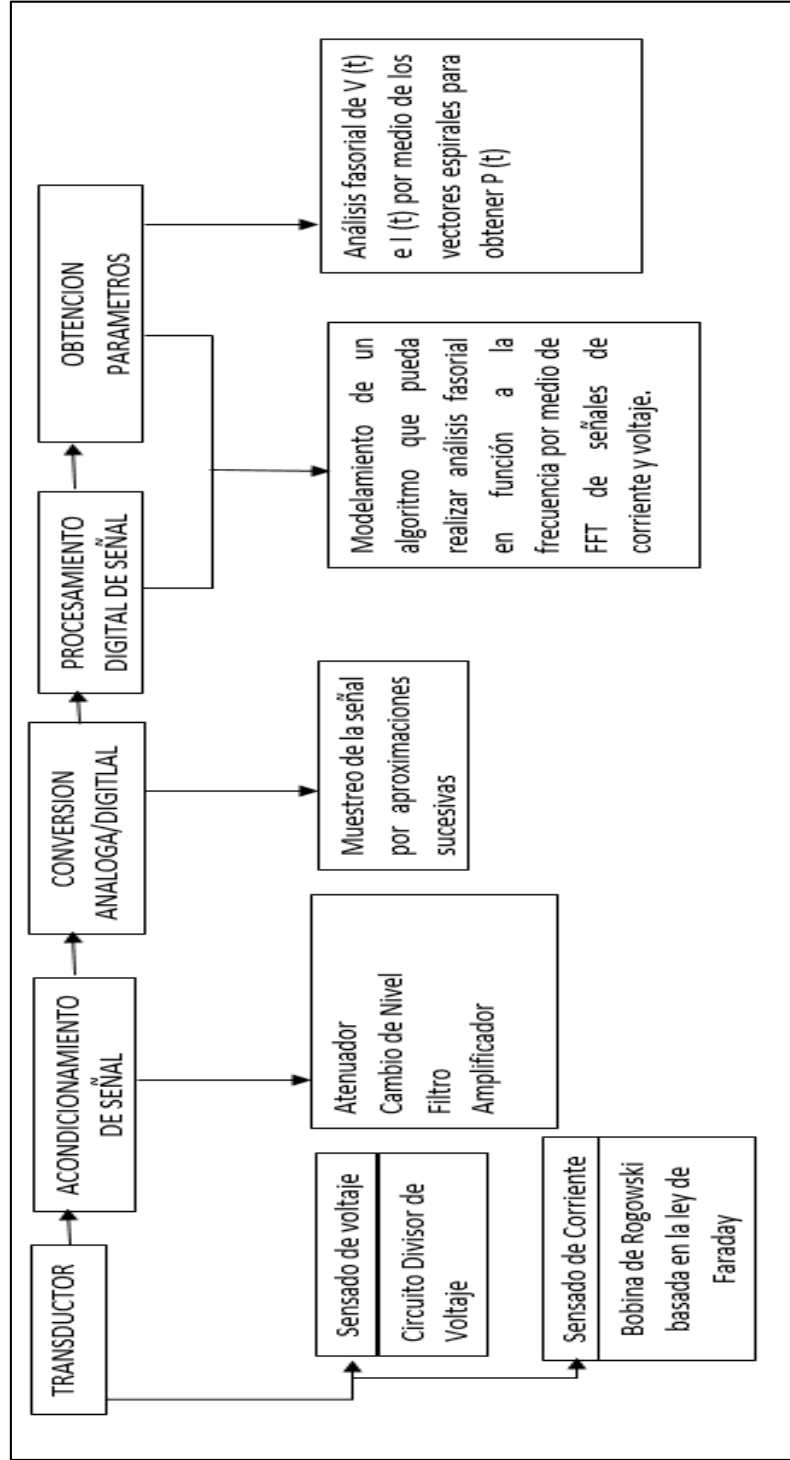 TRANSDUCTOR
ACONDICIONAMIENTO
DE SEÑAL
CONVERSION
ANALOGA/DIGITLAL
PROCESAMIENTO
DIGITAL DE SEÑAL
OBTENCION
PARAMETROS
Sensado de voltaje
Circuito Divisor de
Voltaje
Sensado de Corriente
Bobina de Rogowski
basada en la ley de
Faraday
Atenuador
Cambio de Nivel
Filtro
Amplificador
Muestreo de la señal
por aproximaciones
sucesivas
Modelamiento de un
algoritmo que pueda
realizar análisis fasorial
en función a la
frecuencia por medio de
FFT de señales de
corriente y voltaje.
Análisis fasorial de V (t)
e I (t) por medio de los
vectores espirales para
obtener P (t)